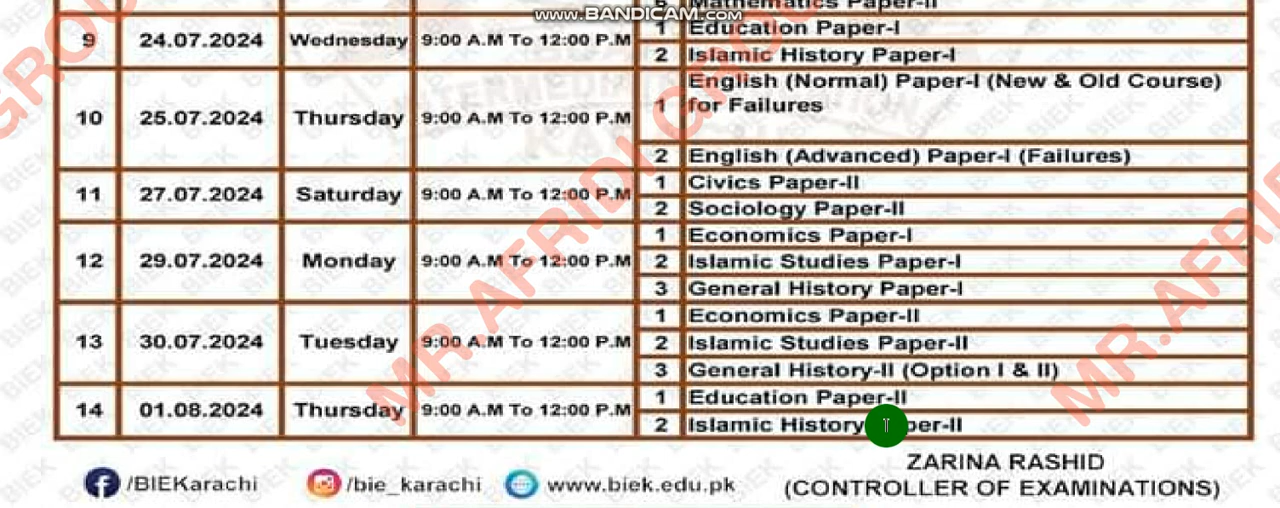 www.BANDICAM.com
6 Mathematics Paper-II
9 24.07.2024 Wednesday 9:00 A.M To 12:00 P.M
1 Education Paper-I
2 Islamic History Paper-I
10 25.07.2024 Thursday 9:00 A.M To 12:00 P.M
1 English (Normal) Paper-I (New & Old Course)
for Failures
2 English (Advanced) Paper-I (Failures)
11 27.07.2024 Saturday 9:00 A.M To 12:00 P.M
1 Civics Paper-II
2 Sociology Paper-II
12 29.07.2024 Monday 9:00 A.M To 12:00 P.M
1 Economics Paper-I
2 Islamic Studies Paper-I
3 General History Paper-I
13 30.07.2024 Tuesday 9:00 A.M To 12:00 P.M
1 Economics Paper-II
2 Islamic Studies Paper-II
3 General History-II (Option I & II)
14 01.08.2024 Thursday 9:00 A.M To 12:00 P.M
1 Education Paper-II
2 Islamic History per-II
MR.AFRIDI GRO
MR.AFRI
GRO
BIEK
/BIEKarachi
/bie_karachi
www.biek.edu.pk
ZARINA RASHID
(CONTROLLER OF EXAMINATIONS)